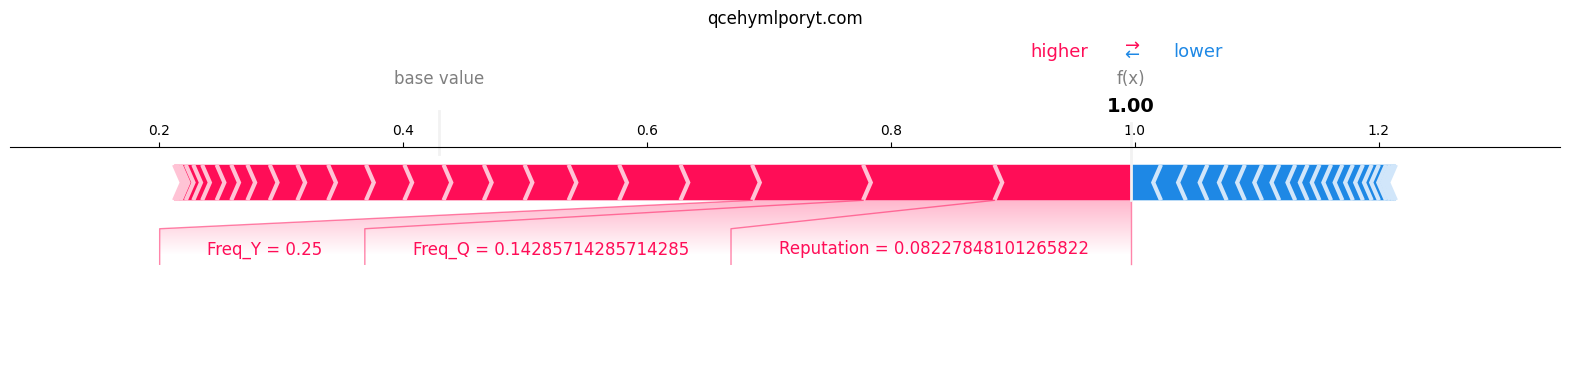 qcehymlporyt.com
higher ⇄ lower
base value f(x)
1.00
0.2 0.4 0.6 0.8 1.0 1.2
Freq_Y = 0.25 Freq_Q = 0.14285714285714285 Reputation = 0.08227848101265822